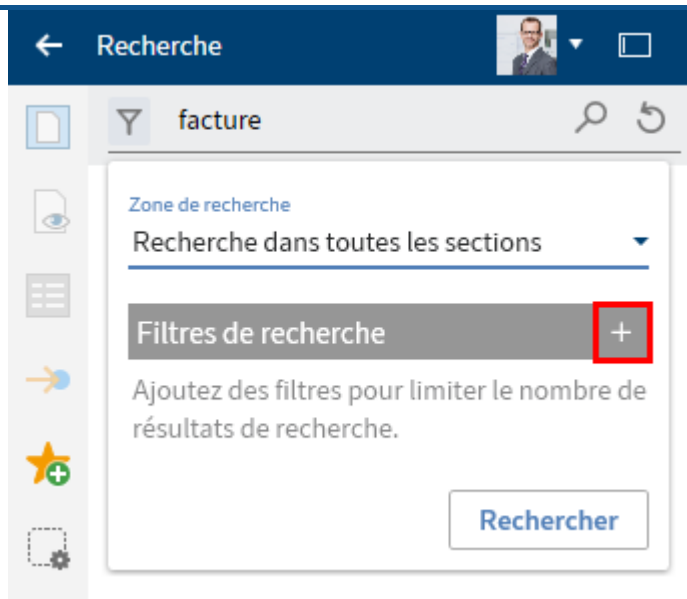 Recherche
facture
Zone de recherche
Recherche dans toutes les sections
Filtres de recherche +
Ajoutez des filtres pour limiter le nombre de
résultats de recherche.
Rechercher